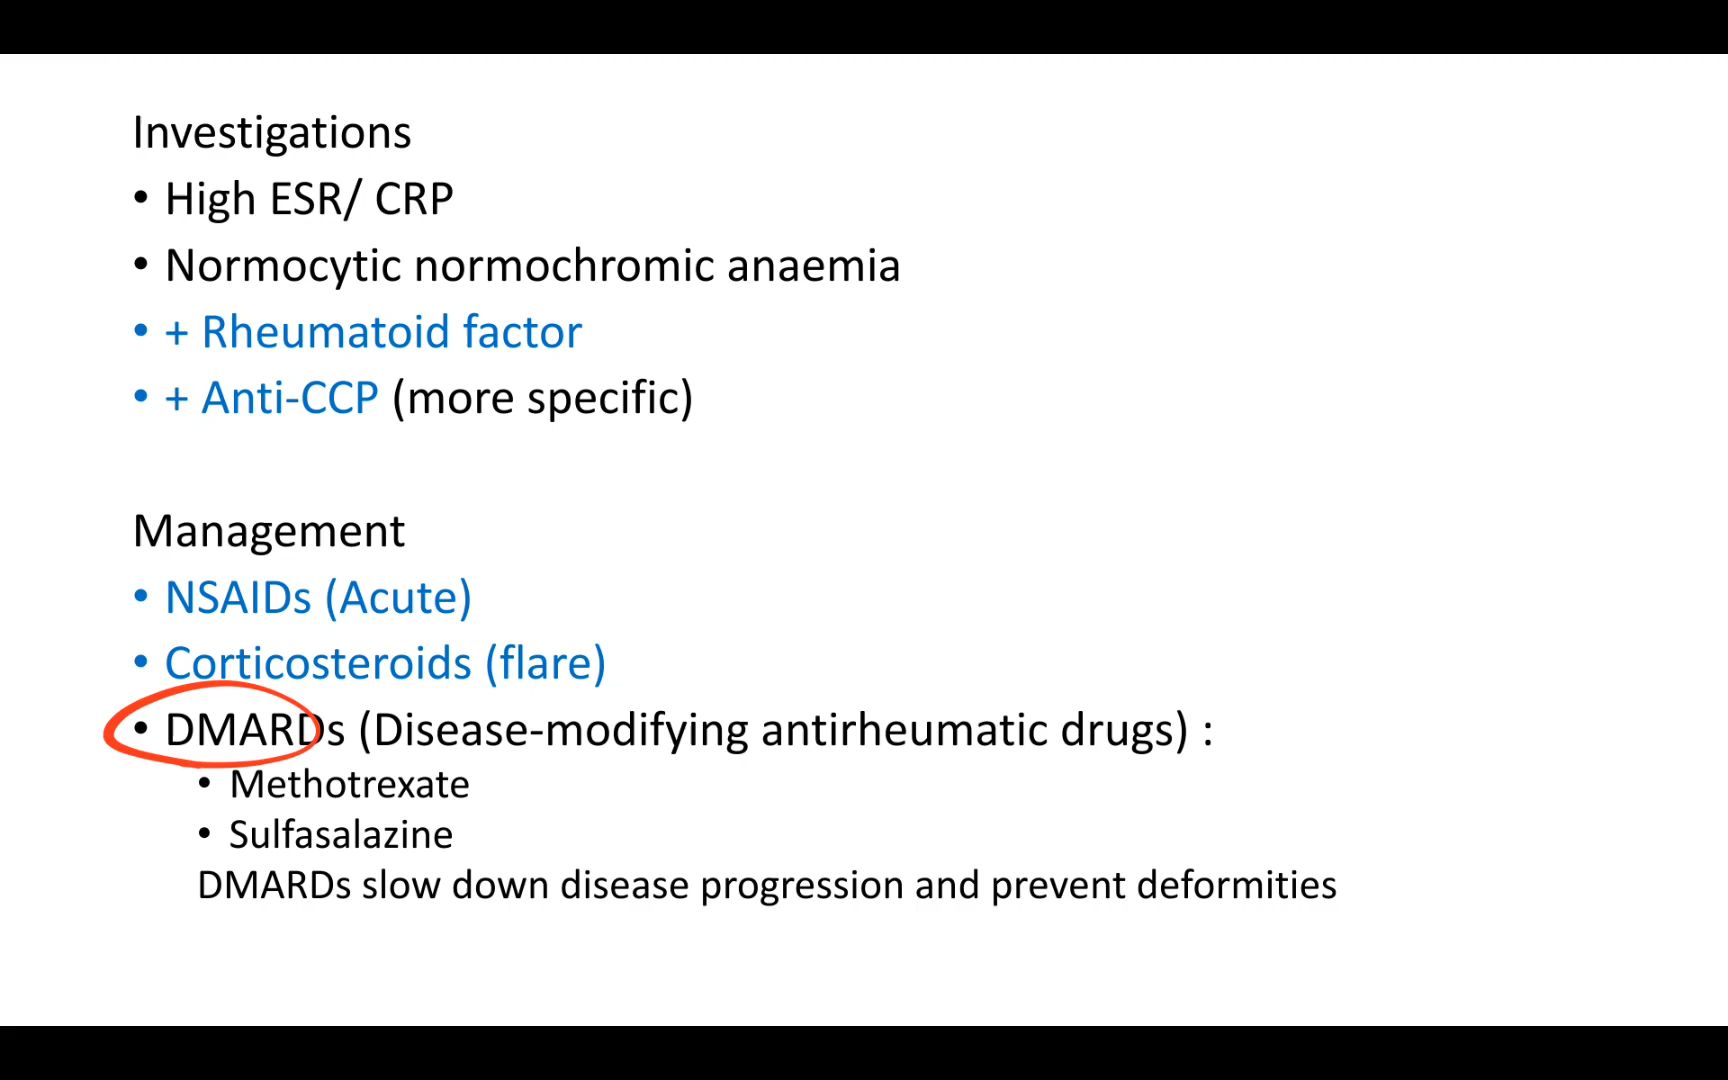 Investigations
• High ESR/ CRP
• Normocytic normochromic anaemia
• + Rheumatoid factor
• + Anti-CCP (more specific)
Management
• NSAIDs (Acute)
• Corticosteroids (flare)
• DMARDs (Disease-modifying antirheumatic drugs) :
• Methotrexate
• Sulfasalazine
DMARDs slow down disease progression and prevent deformities